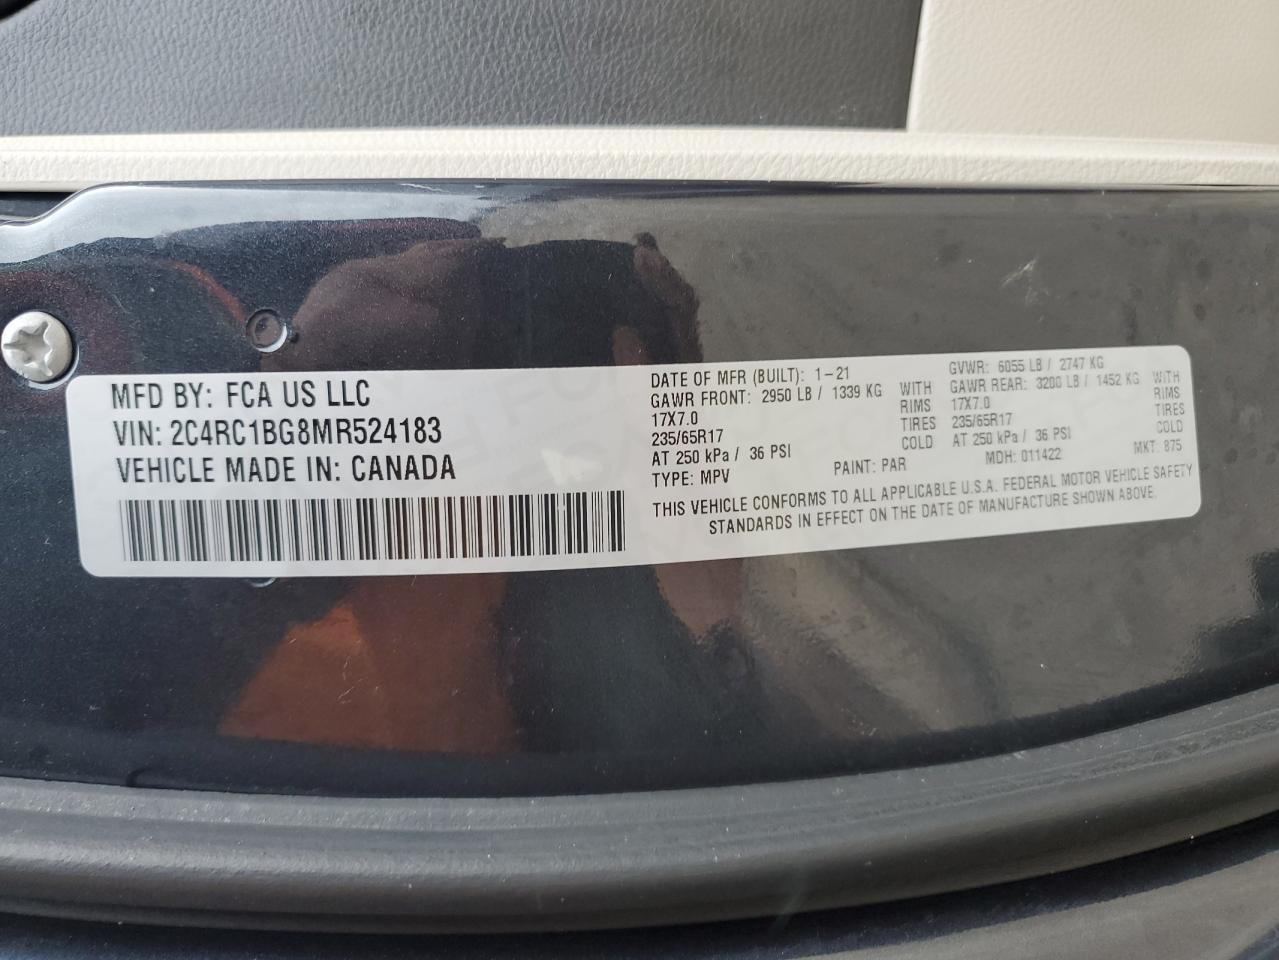 MFD BY: FCA US LLC
VIN: 2C4RC1BG8MR524183
VEHICLE MADE IN: CANADA
DATE OF MFR (BUILT): 1-21 GVWR: 6055 LB / 2747 KG
GAWR FRONT: 2950 LB / 1339 KG WITH GAWR REAR: 3200 LB / 1452 KG WITH
17X7.0 RIMS 17X7.0 RIMS
235/65R17 TIRES 235/65R17 TIRES
AT 250 kPa / 36 PSI COLD AT 250 kPa / 36 PSI COLD
TYPE: MPV PAINT: PAR MDH: 011422 MKT: 875
THIS VEHICLE CONFORMS TO ALL APPLICABLE U.S.A. FEDERAL MOTOR VEHICLE SAFETY
STANDARDS IN EFFECT ON THE DATE OF MANUFACTURE SHOWN ABOVE.